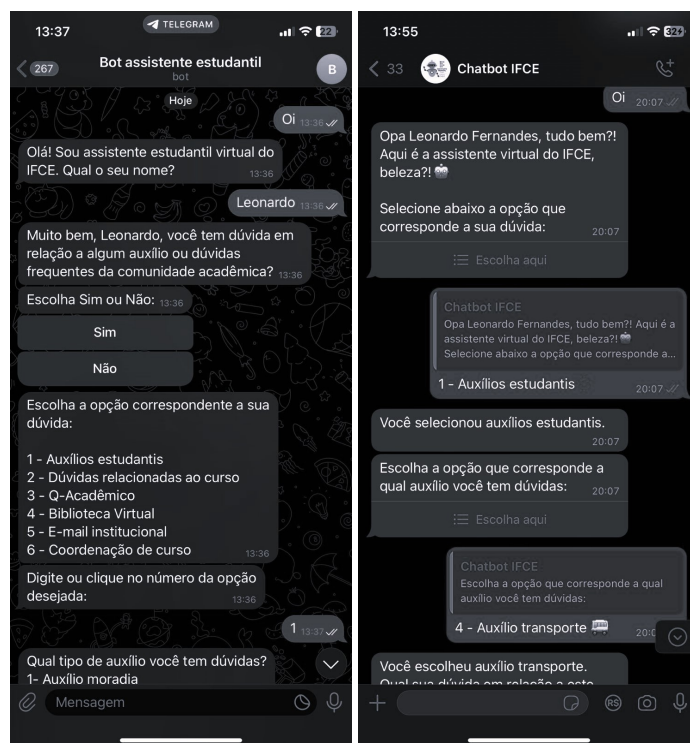 13:37
TELEGRAM
22
267
Bot assistente estudantil
bot
B
Hoje
Oi 13:36
Olá! Sou assistente estudantil virtual do
IFCE. Qual o seu nome? 13:36
Leonardo 13:36
Muito bem, Leonardo, você tem dúvida em
relação a algum auxílio ou dúvidas
frequentes da comunidade acadêmica? 13:36
Escolha Sim ou Não: 13:36
Sim
Não
Escolha a opção correspondente a sua
dúvida:
1 - Auxílios estudantis
2 - Dúvidas relacionadas ao curso
3 - Q-Acadêmico
4 - Biblioteca Virtual
5 - E-mail institucional
6 - Coordenação de curso 13:36
Digite ou clique no número da opção
desejada: 13:36
1 13:37
Qual tipo de auxílio você tem dúvidas?
1- Auxílio moradia
Mensagem
13:55
32
33
Chatbot IFCE
Oi 20:07
Opa Leonardo Fernandes, tudo bem?!
Aqui é a assistente virtual do IFCE,
beleza?!
Selecione abaixo a opção que
corresponde a sua dúvida: 20:07
Escolha aqui
Chatbot IFCE
Opa Leonardo Fernandes, tudo bem?! Aqui é a
assistente virtual do IFCE, beleza?!
Selecione abaixo a opção que corresponde a...
1 - Auxílios estudantis 20:07
Você selecionou auxílios estudantis.
20:07
Escolha a opção que corresponde a
qual auxílio você tem dúvidas: 20:07
Escolha aqui
Chatbot IFCE
Escolha a opção que corresponde a qual
auxílio você tem dúvidas:
4 - Auxílio transporte
Você escolheu auxílio transporte.
Qual sua dúvida em relação a este
R$